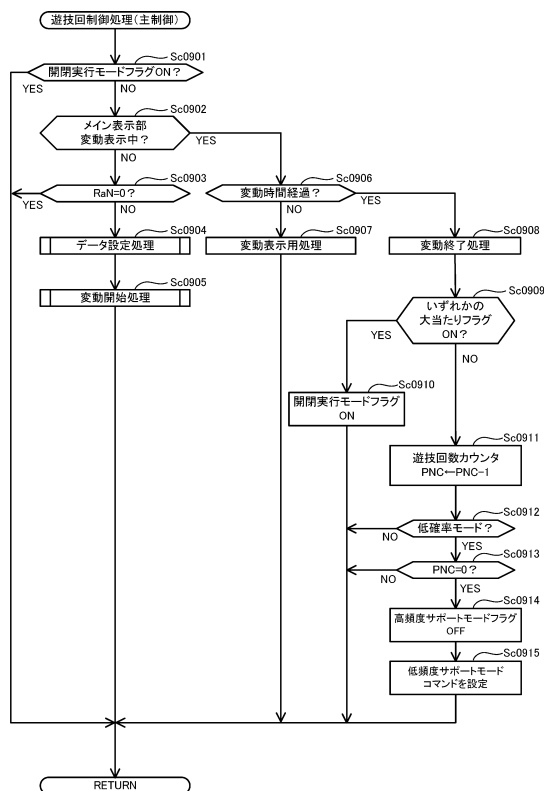 遊技回制御処理(主制御)
Sc0901
開閉実行モードフラグON?
YES
NO
Sc0902
メイン表示部
変動表示中?
YES
NO
Sc0903
RaN=0?
YES
NO
Sc0904
データ設定処理
Sc0905
変動開始処理
Sc0906
変動時間経過?
YES
NO
Sc0907
変動表示用処理
Sc0908
変動終了処理
Sc0909
いずれかの
大当たりフラグ
ON?
YES
NO
Sc0910
開閉実行モードフラグ
ON
Sc0911
遊技回数カウンタ
PNC←PNC-1
Sc0912
低確率モード?
NO
YES
Sc0913
PNC=0?
NO
YES
Sc0914
高頻度サポートモードフラグ
OFF
Sc0915
低頻度サポートモード
コマンドを設定
RETURN